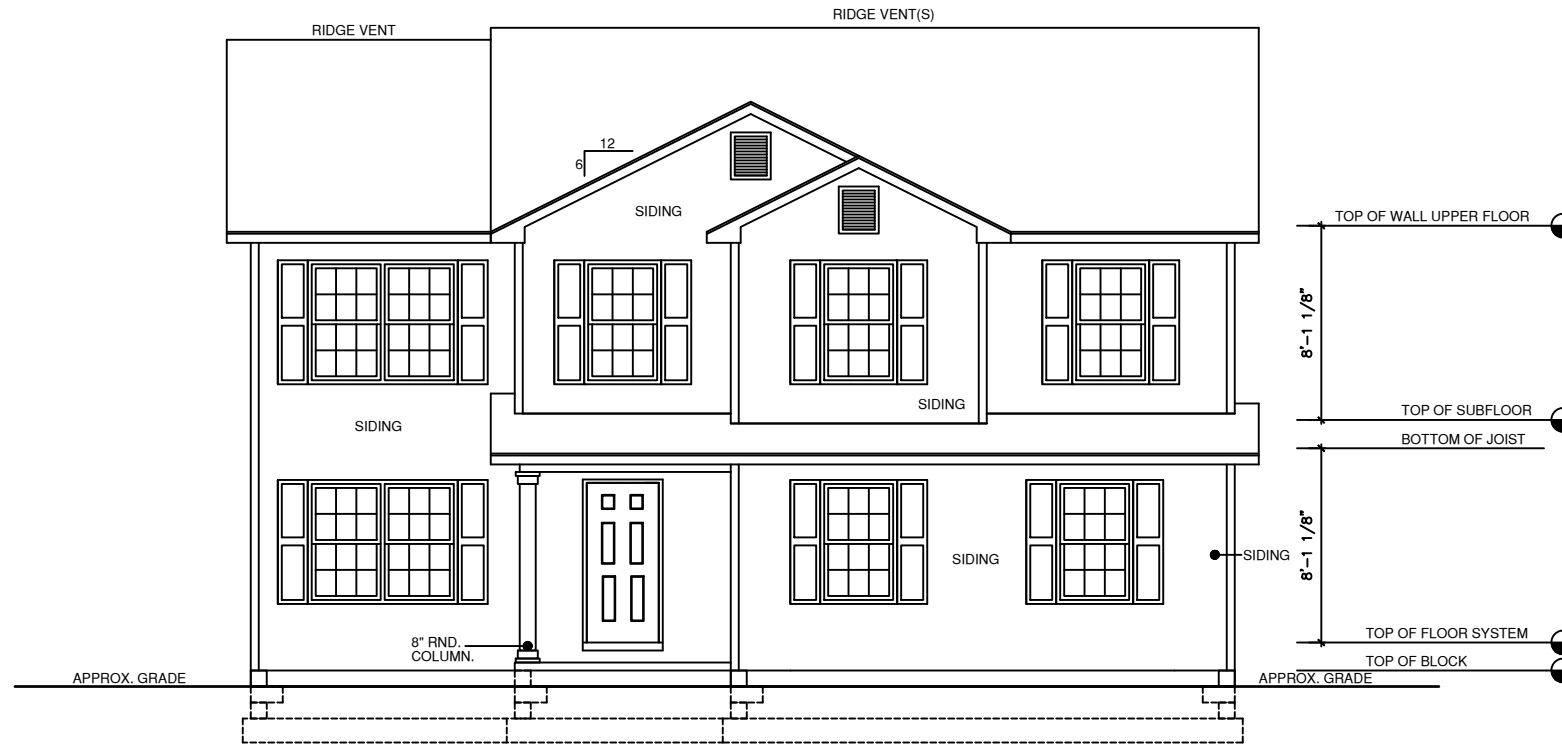 RIDGE VENT(S)
RIDGE VENT
12
6
SIDING
TOP OF WALL UPPER FLOOR
8'-1 1/8"
SIDING
TOP OF SUBFLOOR
SIDING
BOTTOM OF JOIST
8'-1 1/8"
SIDING
SIDING
TOP OF FLOOR SYSTEM
8" RND.
COLUMN.
TOP OF BLOCK
APPROX. GRADE
APPROX. GRADE